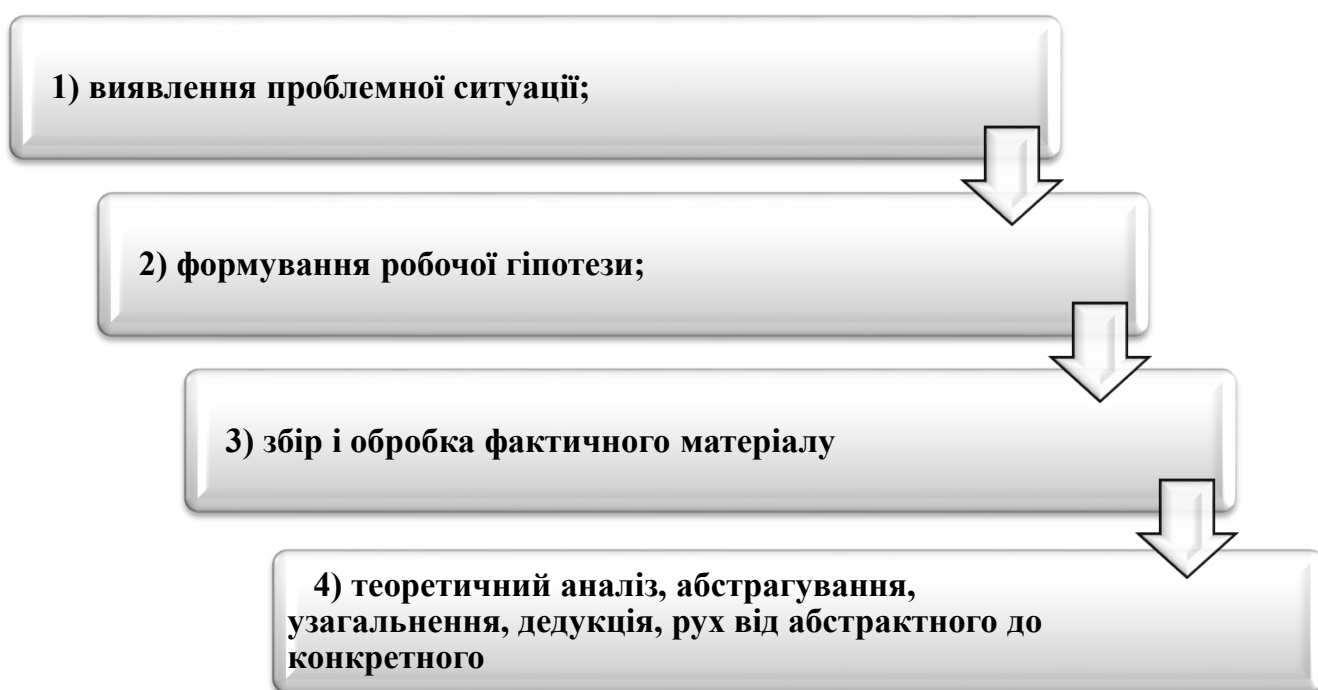 1) виявлення проблемної ситуації;
2) формування робочої гіпотези;
3) збір і обробка фактичного матеріалу
4) теоретичний аналіз, абстрагування,
узагальнення, дедукція, рух від абстрактного до
конкретного